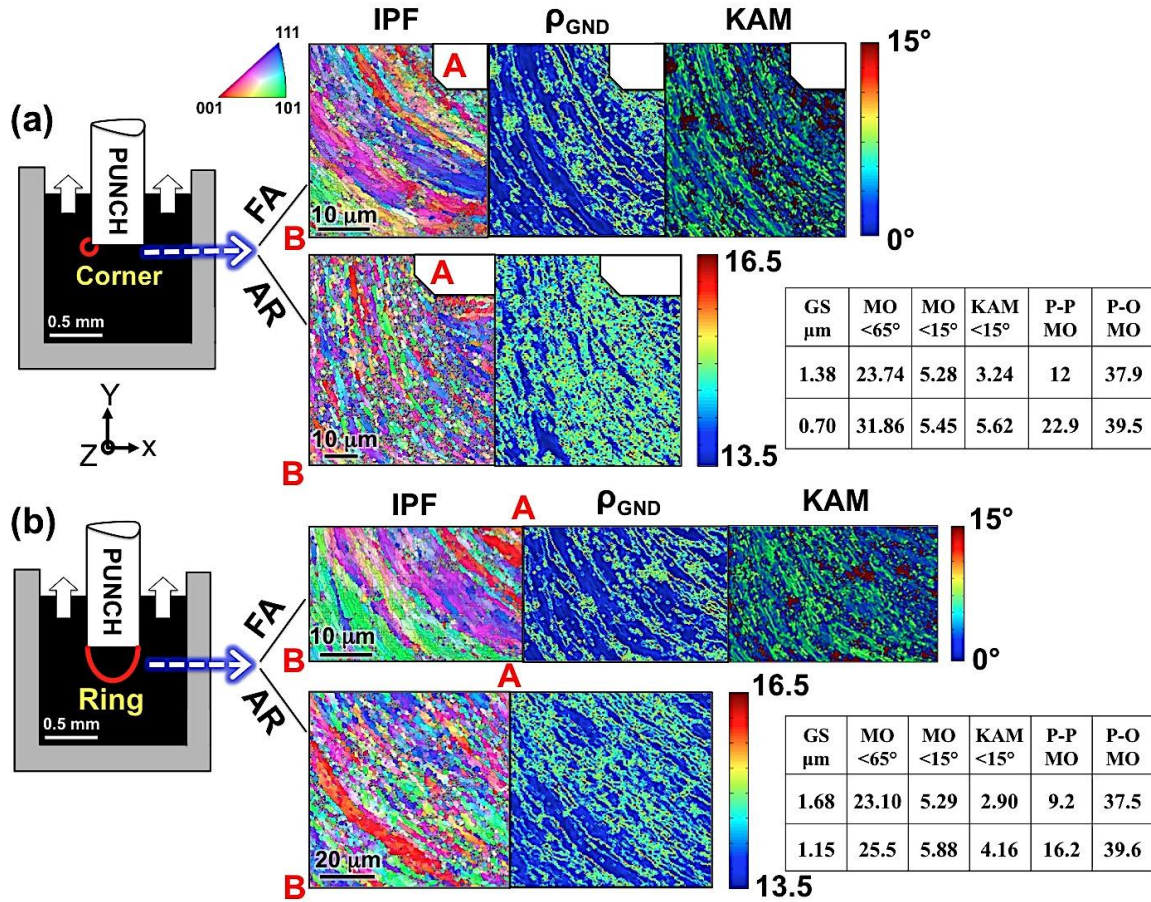 IPF ρGND KAM
111
001 101
A
15°
0°
(a)
PUNCH
Corner
0.5 mm
FA
AR
10 μm
B
A
16.5
13.5
10 μm
B
Y
Z X
GS μm MO <65° MO <15° KAM <15° P-P MO P-O MO
1.38 23.74 5.28 3.24 12 37.9
0.70 31.86 5.45 5.62 22.9 39.5
IPF A ρGND KAM
(b)
PUNCH
Ring
0.5 mm
FA
AR
10 μm
B
15°
0°
A
16.5
13.5
20 μm
B
GS μm MO <65° MO <15° KAM <15° P-P MO P-O MO
1.68 23.10 5.29 2.90 9.2 37.5
1.15 25.5 5.88 4.16 16.2 39.6